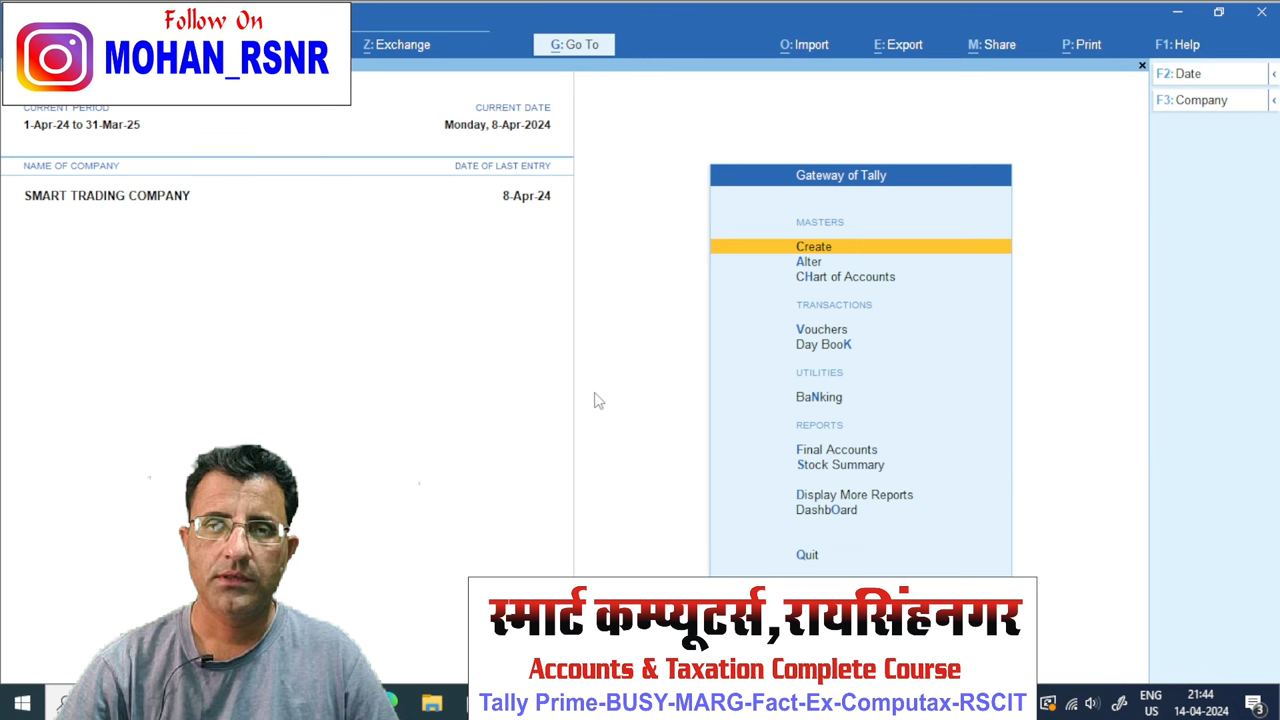 Follow On
MOHAN_RSNR
Z: Exchange
G: Go To
O: Import
E: Export
M: Share
P: Print
F1: Help
F2: Date
F3: Company
CURRENT PERIOD
CURRENT DATE
1-Apr-24 to 31-Mar-25
Monday, 8-Apr-2024
NAME OF COMPANY
DATE OF LAST ENTRY
SMART TRADING COMPANY
8-Apr-24
Gateway of Tally
MASTERS
Create
Alter
CHart of Accounts
TRANSACTIONS
Vouchers
Day BooK
UTILITIES
BaNking
REPORTS
Final Accounts
Stock Summary
Display More Reports
DashbOard
Quit
स्मार्ट कम्प्यूटर्स,रायसिंहनगर
Accounts & Taxation Complete Course
Tally Prime-BUSY-MARG-Fact-Ex-Computax-RSCIT
ENG
US
21:44
14-04-2024
3